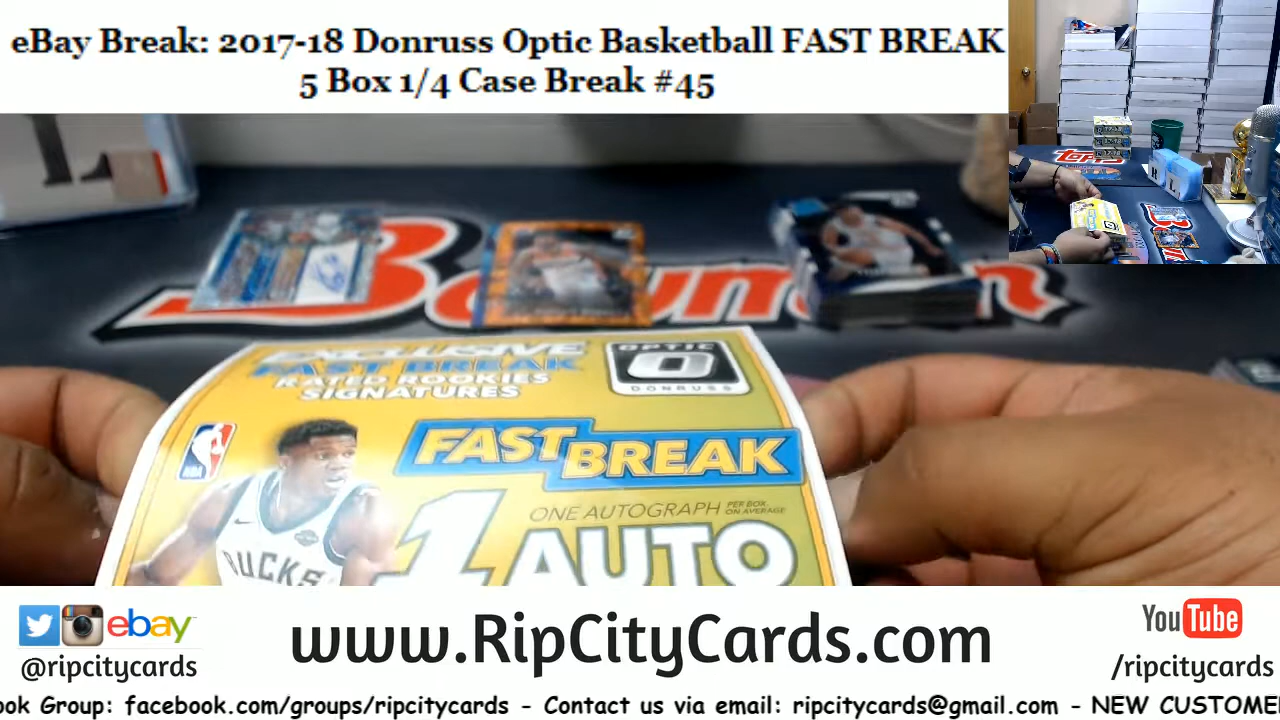 eBay Break: 2017-18 Donruss Optic Basketball FAST BREAK
5 Box 1/4 Case Break #45
Bowman
EXCLUSIVE
FAST BREAK
RATED ROOKIES
SIGNATURES
OPTIC
DONRUSS
NBA
FAST BREAK
ONE AUTOGRAPH PER BOX ON AVERAGE
1 AUTO
BUCKS
TOPPS
ebay
@ripcitycards
www.RipCityCards.com
YouTube
/ripcitycards
ook Group: facebook.com/groups/ripcitycards - Contact us via email: ripcitycards@gmail.com - NEW CUSTOME